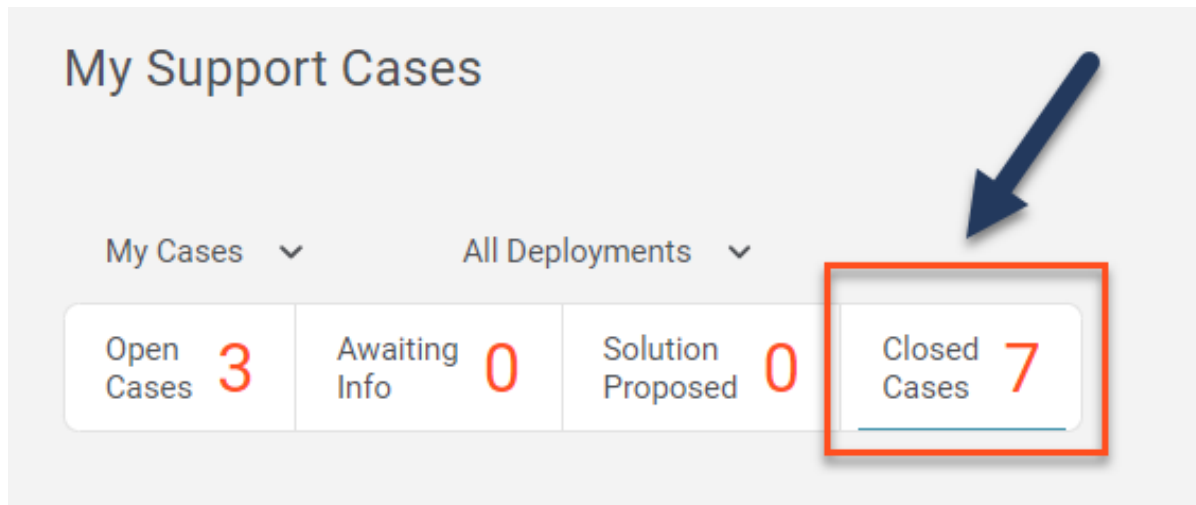 My Support Cases
My Cases
All Deployments
Open
Cases
3
Awaiting
Info
0
Solution
Proposed
0
Closed
Cases
7